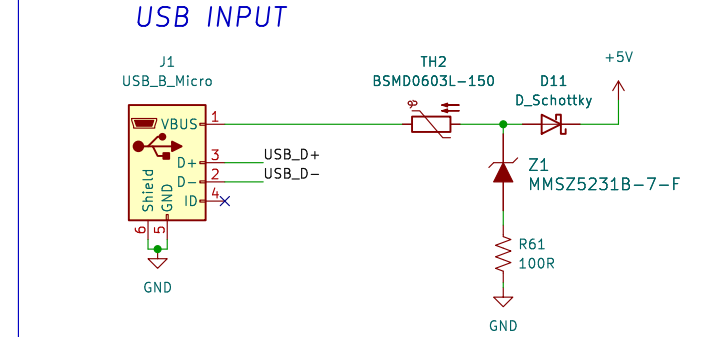 USB INPUT
J1
USB_B_Micro
TH2
BSMD0603L-150
+5V
D11
D_Schottky
VBUS
1
D+
3
USB_D+
D-
2
USB_D-
ID
4
Shield
GND
6
5
GND
Z1
MMSZ5231B-7-F
R61
100R
GND